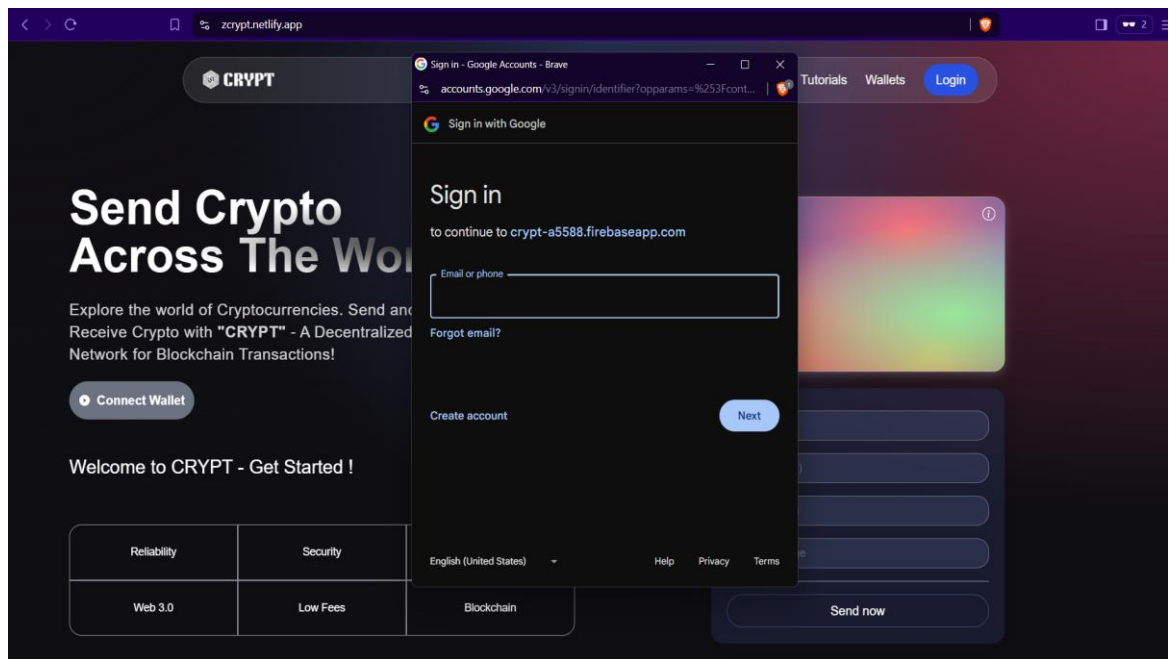 zcrypt.netlify.app
2
CRYPT
Tutorials Wallets Login
Sign in - Google Accounts - Brave
accounts.google.com/v3/signin/identifier?opparams=%253Fcont...
Sign in with Google
Sign in
to continue to crypt-a5588.firebaseapp.com
Email or phone
Forgot email?
Create account
Next
English (United States)
Help Privacy Terms
Send Crypto
Across The Wor
Explore the world of Cryptocurrencies. Send and
Receive Crypto with "CRYPT" - A Decentralized
Network for Blockchain Transactions!
Connect Wallet
Welcome to CRYPT - Get Started !
Reliability Security
Web 3.0 Low Fees Blockchain
Send now